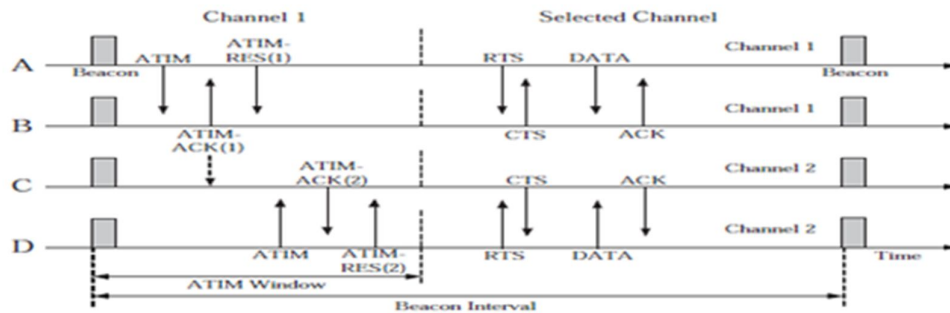 Channel 1 Selected Channel
ATIM-
ATIM RES(1) RTS DATA Channel 1
A
Beacon Beacon
Channel 1
B
ATIM- CTS ACK
ACK(1)
ATIM- Channel 2
ACK(2) CTS ACK
C
Channel 2
D
ATIM ATIM- RTS DATA Time
RES(2)
ATIM Window
Beacon Interval